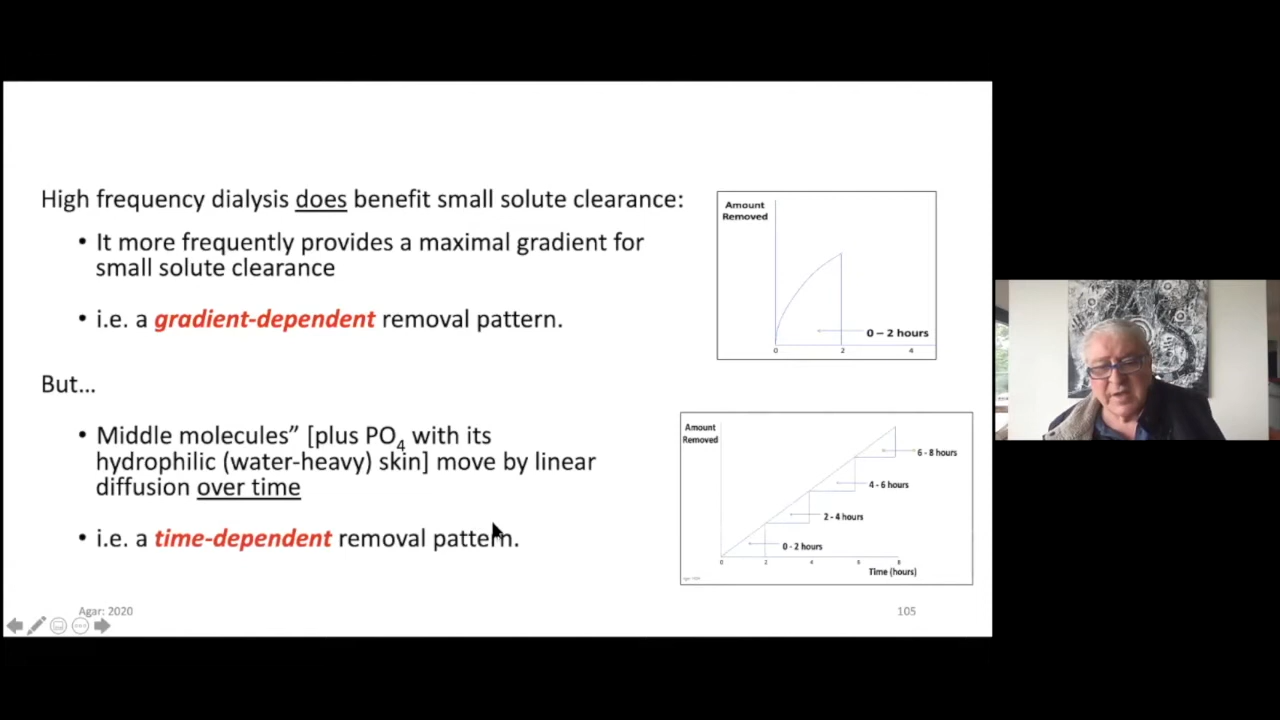 High frequency dialysis does benefit small solute clearance:
• It more frequently provides a maximal gradient for
small solute clearance
• i.e. a gradient-dependent removal pattern.
But...
• Middle molecules” [plus PO4 with its
hydrophilic (water-heavy) skin] move by linear
diffusion over time
• i.e. a time-dependent removal pattern.
Amount
Removed
0 – 2 hours
0 2 4
Amount
Removed
6 - 8 hours
4 - 6 hours
2 - 4 hours
0 - 2 hours
0 2 4 6 8
Time (hours)
Agar: 2020
105